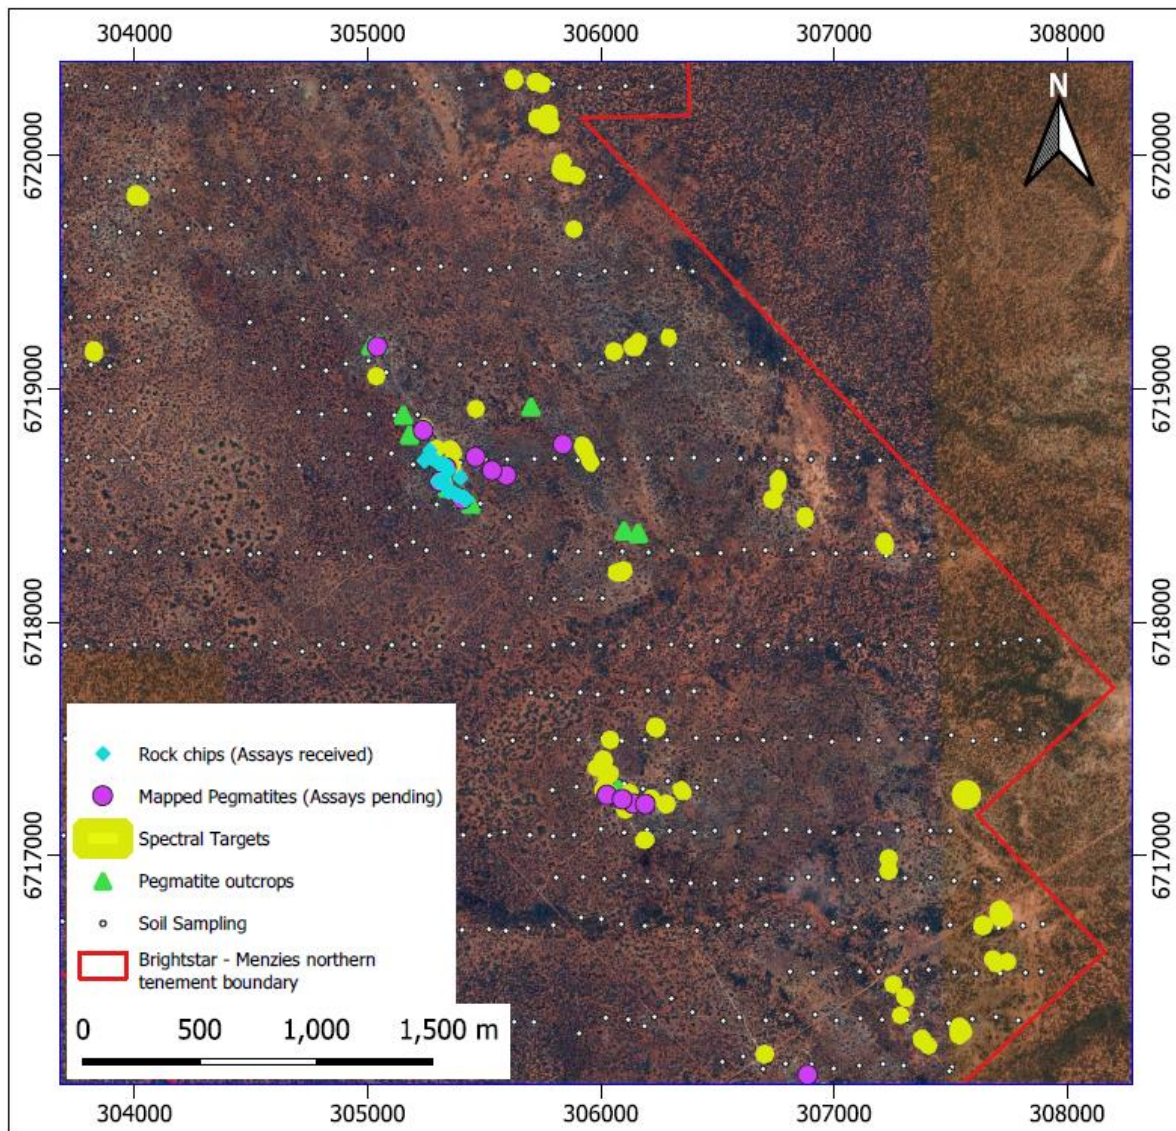 304000 305000 306000 307000 308000
N
6720000 6720000
6719000 6719000
6718000 6718000
6717000 6717000
Rock chips (Assays received)
Mapped Pegmatites (Assays pending)
Spectral Targets
Pegmatite outcrops
Soil Sampling
Brightstar - Menzies northern
tenement boundary
0 500 1,000 1,500 m
304000 305000 306000 307000 308000